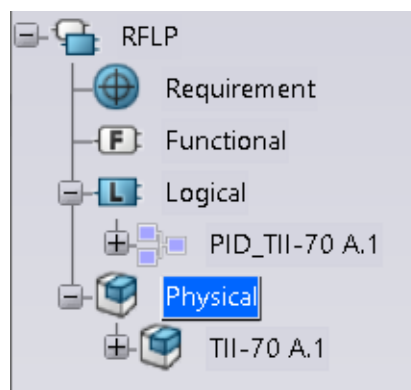 RFLP
Requirement
F Functional
L Logical
PID_TII-70 A.1
Physical
TII-70 A.1